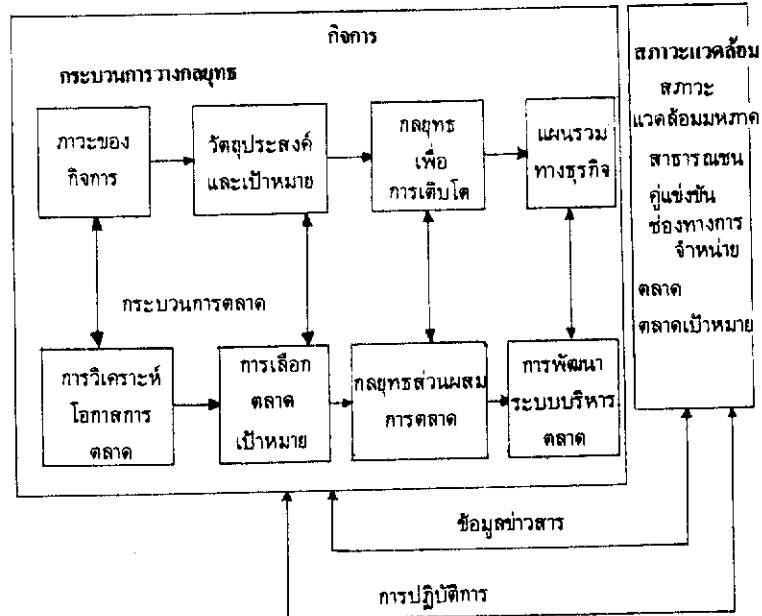 กิจการ
กระบวนการวางกลยุทธ
ภาวะของ
กิจการ
วัตถุประสงค์
และเป้าหมาย
กลยุทธ
เพื่อ
การเติบโต
แผนรวม
ทางธุรกิจ
กระบวนการตลาด
การวิเคราะห์
โอกาสการ
ตลาด
การเลือก
ตลาด
เป้าหมาย
กลยุทธส่วนผสม
การตลาด
การพัฒนา
ระบบบริหาร
ตลาด
สภาวะแวดล้อม
สภาวะ
แวดล้อมมหภาค
สาธารณชน
คู่แข่งขัน
ช่องทางการ
จำหน่าย
ตลาด
ตลาดเป้าหมาย
ข้อมูลข่าวสาร
การปฏิบัติการ